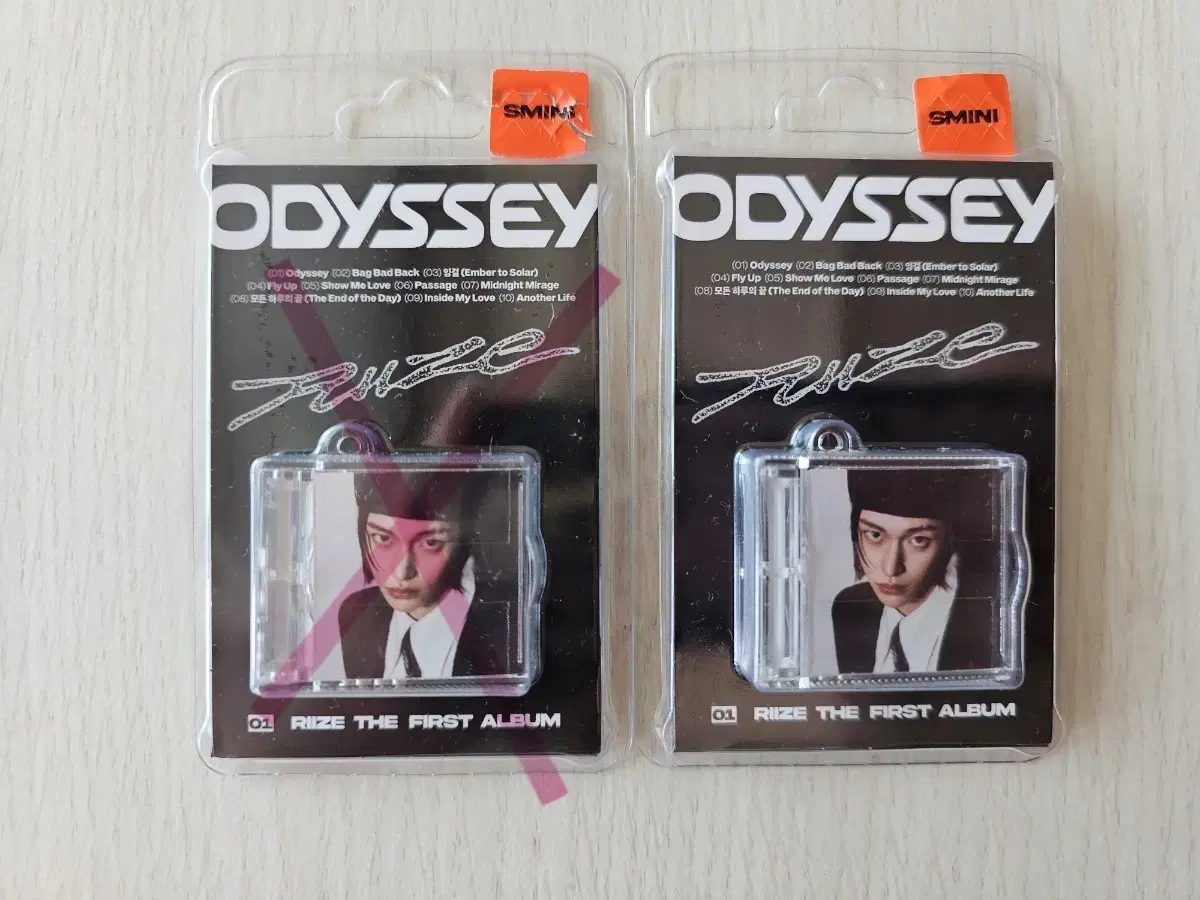 SMINI
ODYSSEY
(01) Odyssey (02) Bag Bad Back (03) 잉걸 (Ember to Solar)
(04) Fly Up (05) Show Me Love (06) Passage (07) Midnight Mirage
(08) 모든 하루의 끝 (The End of the Day) (09) Inside My Love (10) Another Life
RIIZE
01 RIIZE THE FIRST ALBUM
SMINI
ODYSSEY
(01) Odyssey (02) Bag Bad Back (03) 잉걸 (Ember to Solar)
(04) Fly Up (05) Show Me Love (06) Passage (07) Midnight Mirage
(08) 모든 하루의 끝 (The End of the Day) (09) Inside My Love (10) Another Life
RIIZE
01 RIIZE THE FIRST ALBUM